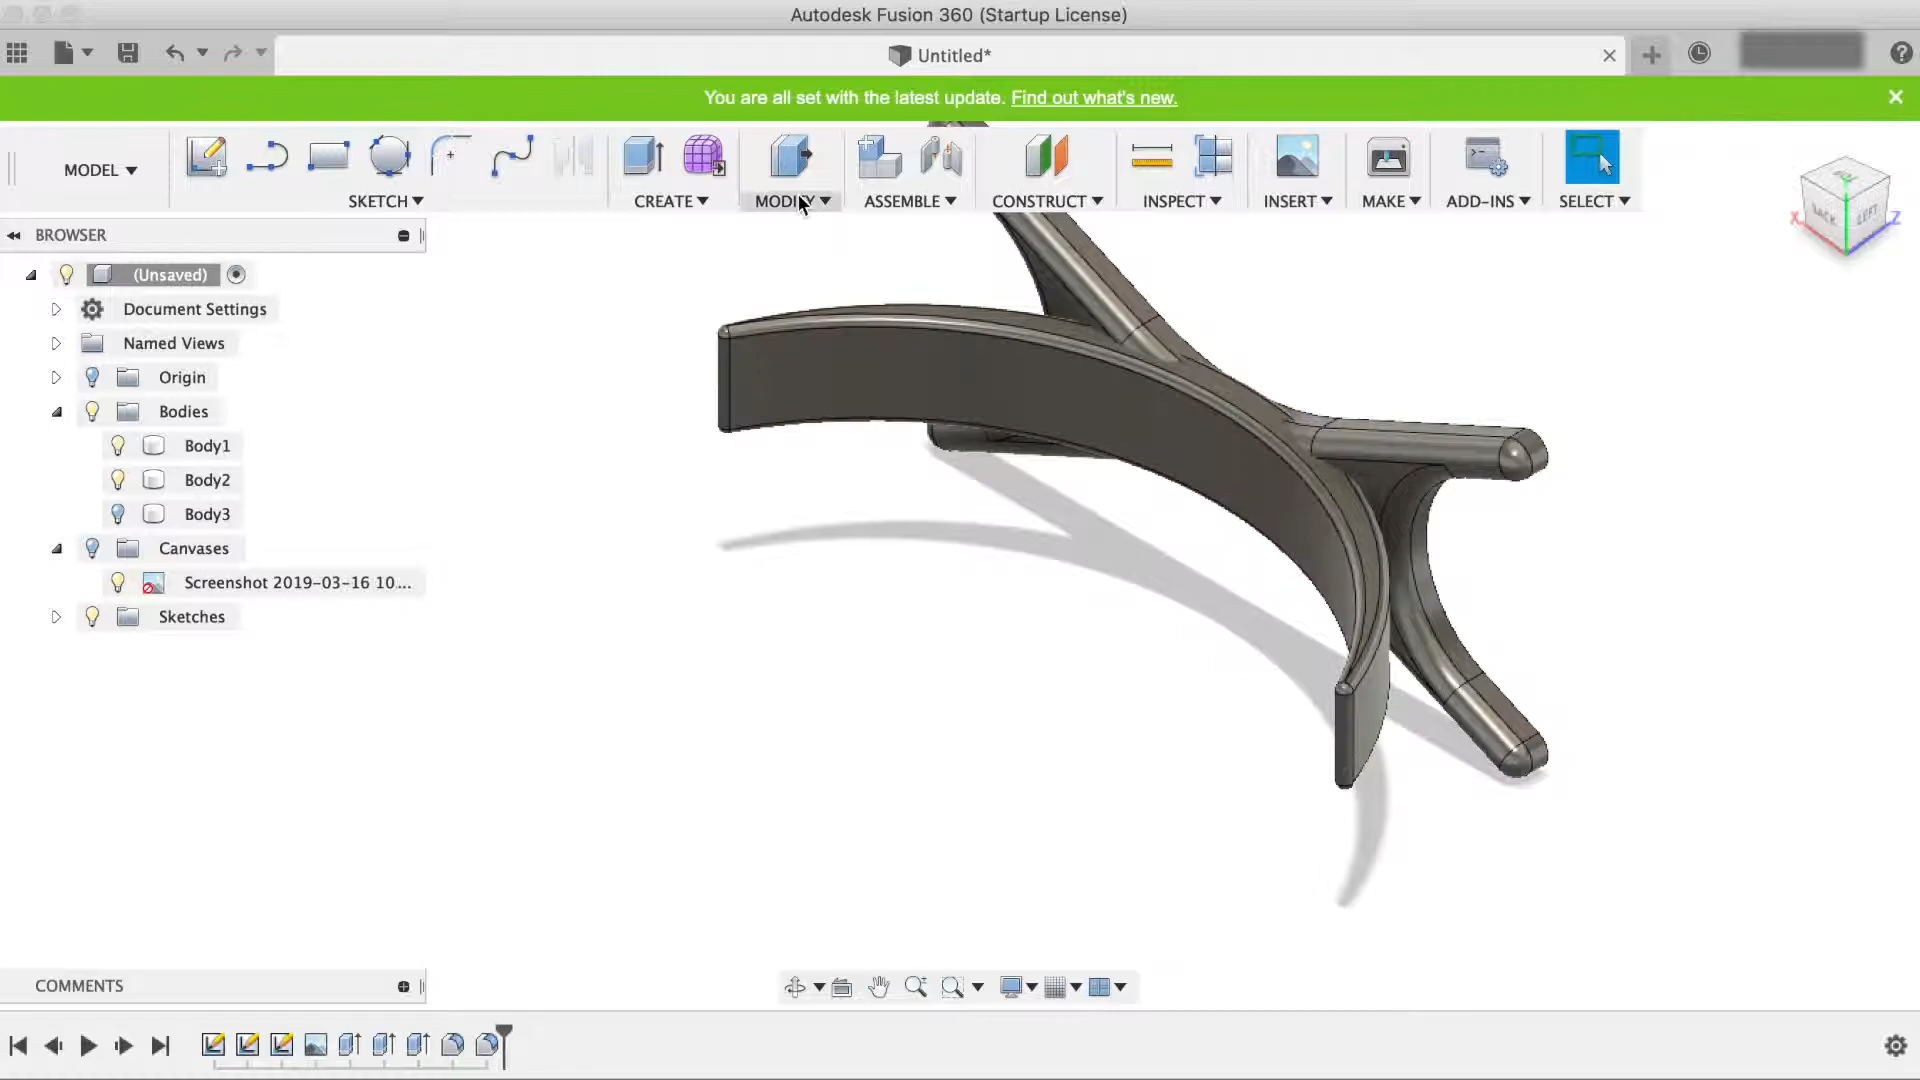 Autodesk Fusion 360 (Startup License)
Untitled*
You are all set with the latest update. Find out what's new.
MODEL
SKETCH
CREATE
MODIFY
ASSEMBLE
CONSTRUCT
INSPECT
INSERT
MAKE
ADD-INS
SELECT
BACK
LEFT
X
Z
BROWSER
(Unsaved)
Document Settings
Named Views
Origin
Bodies
Body1
Body2
Body3
Canvases
Screenshot 2019-03-16 10...
Sketches
COMMENTS